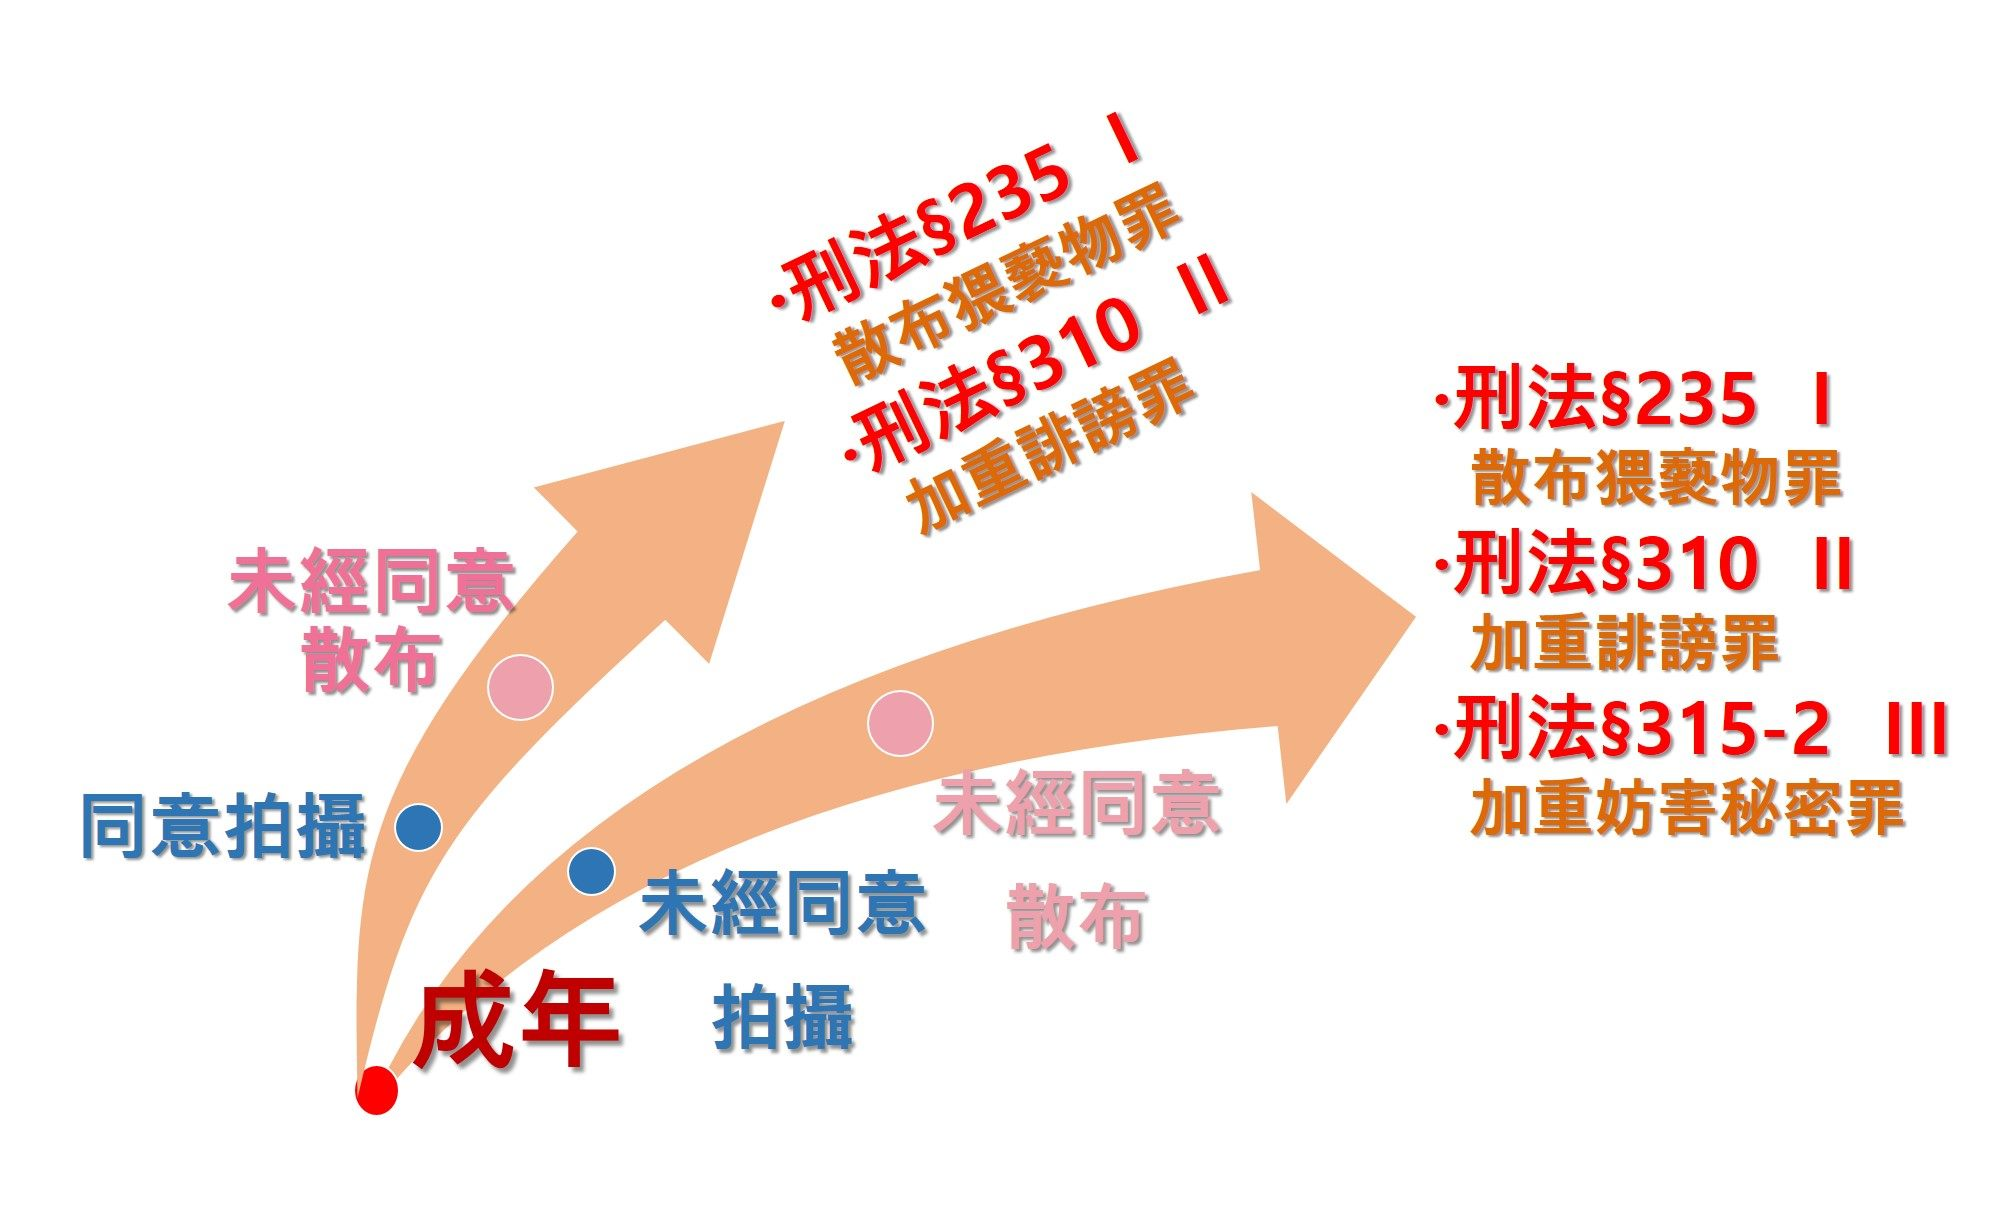 ·刑法§235 I
散布猥褻物罪
·刑法§310 II
加重誹謗罪
·刑法§235 I
散布猥褻物罪
·刑法§310 II
加重誹謗罪
·刑法§315-2 III
加重妨害秘密罪
未經同意
散布
同意拍攝
未經同意
散布
未經同意
拍攝
成年